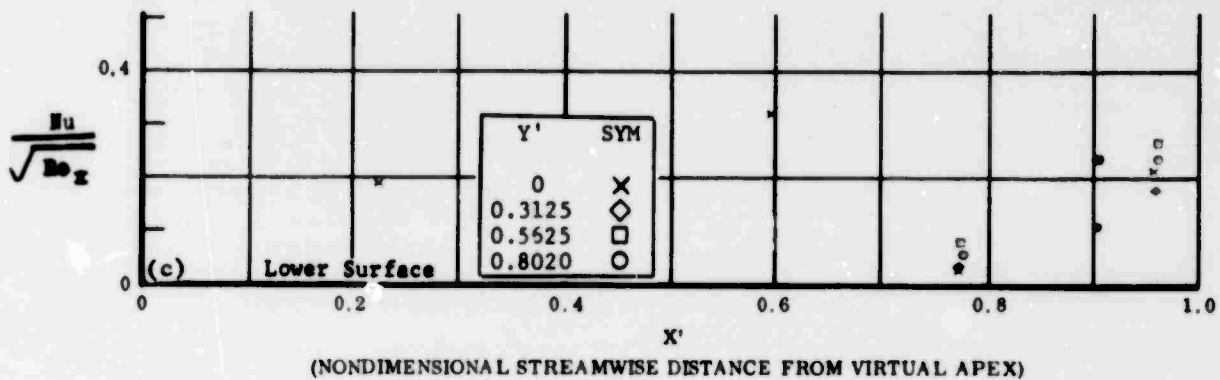 0.4
Nu
√Re_x
Y' SYM
0 ×
0.3125 ◇
0.5625 □
0.8020 ○
(c) Lower Surface
0
0 0.2 0.4 0.6 0.8 1.0
X'
(NONDIMENSIONAL STREAMWISE DISTANCE FROM VIRTUAL APEX)